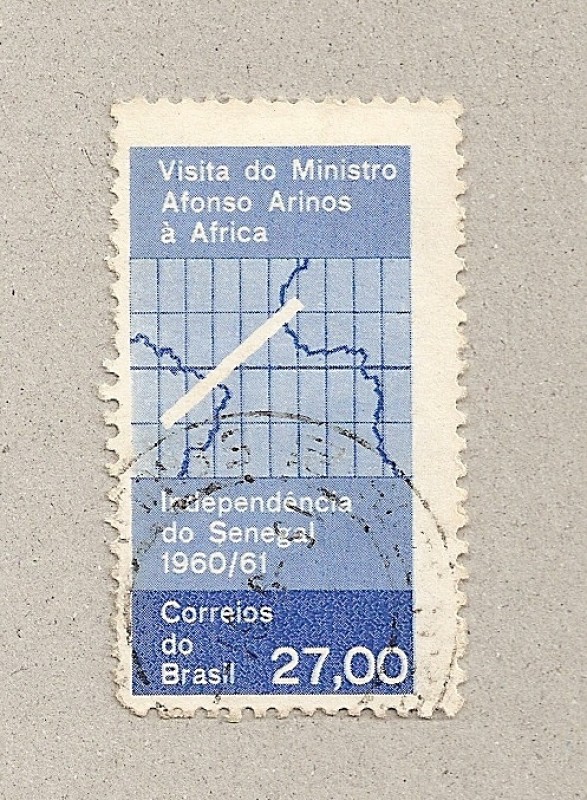 Visita do Ministro
Afonso Arinos
à Africa
Independência
do Senegal
1960/61
Correios
do
Brasil 27,00